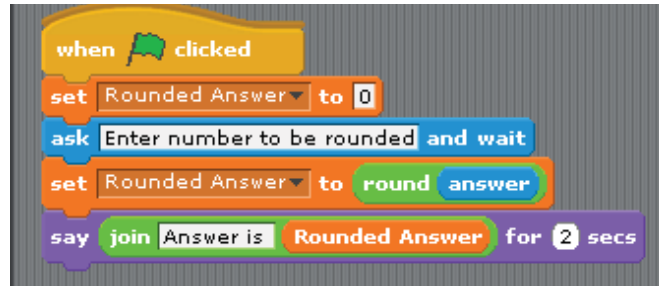 when clicked
set Rounded Answer to 0
ask Enter number to be rounded and wait
set Rounded Answer to round answer
say join Answer is Rounded Answer for 2 secs